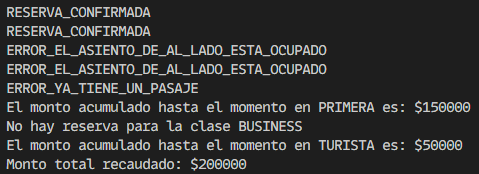 RESERVA_CONFIRMADA
RESERVA_CONFIRMADA
ERROR_EL_ASIENTO_DE_AL_LADO_ESTA_OCUPADO
ERROR_EL_ASIENTO_DE_AL_LADO_ESTA_OCUPADO
ERROR_YA_TIENE_UN_PASAJE
El monto acumulado hasta el momento en PRIMERA es: $150000
No hay reserva para la clase BUSINESS
El monto acumulado hasta el momento en TURISTA es: $50000
Monto total recaudado: $200000